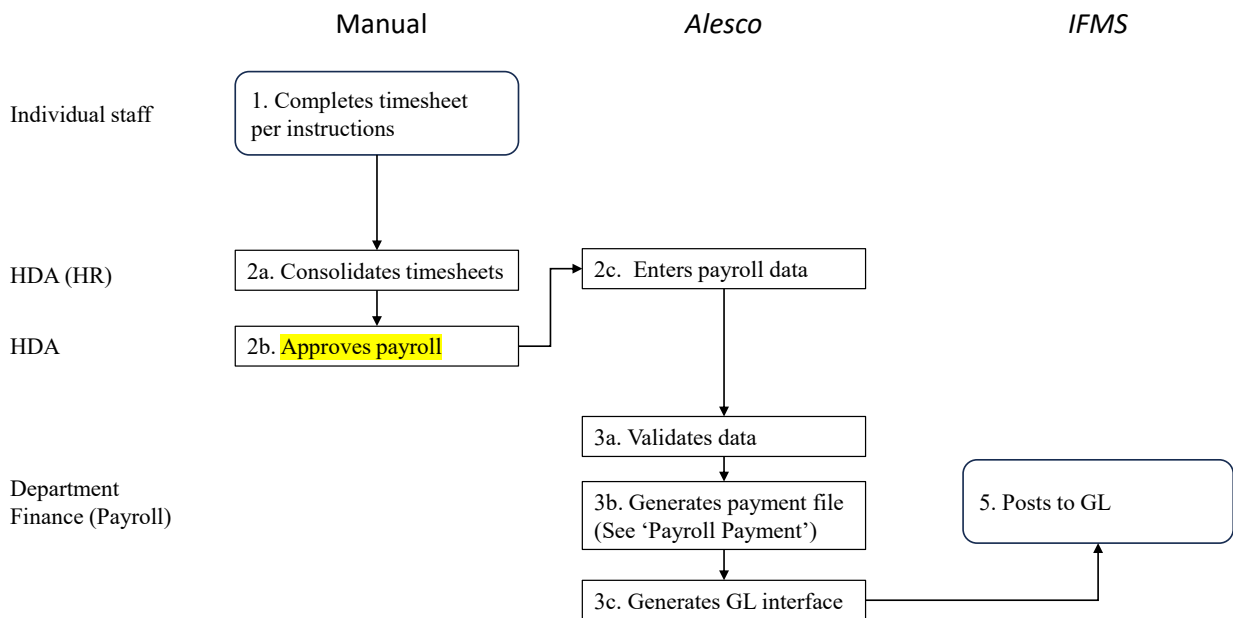 Manual
Alesco
IFMS
Individual staff
1. Completes timesheet
per instructions
HDA (HR)
2a. Consolidates timesheets
2c. Enters payroll data
HDA
2b. Approves payroll
3a. Validates data
Department
Finance (Payroll)
3b. Generates payment file
(See ‘Payroll Payment’)
5. Posts to GL
3c. Generates GL interface